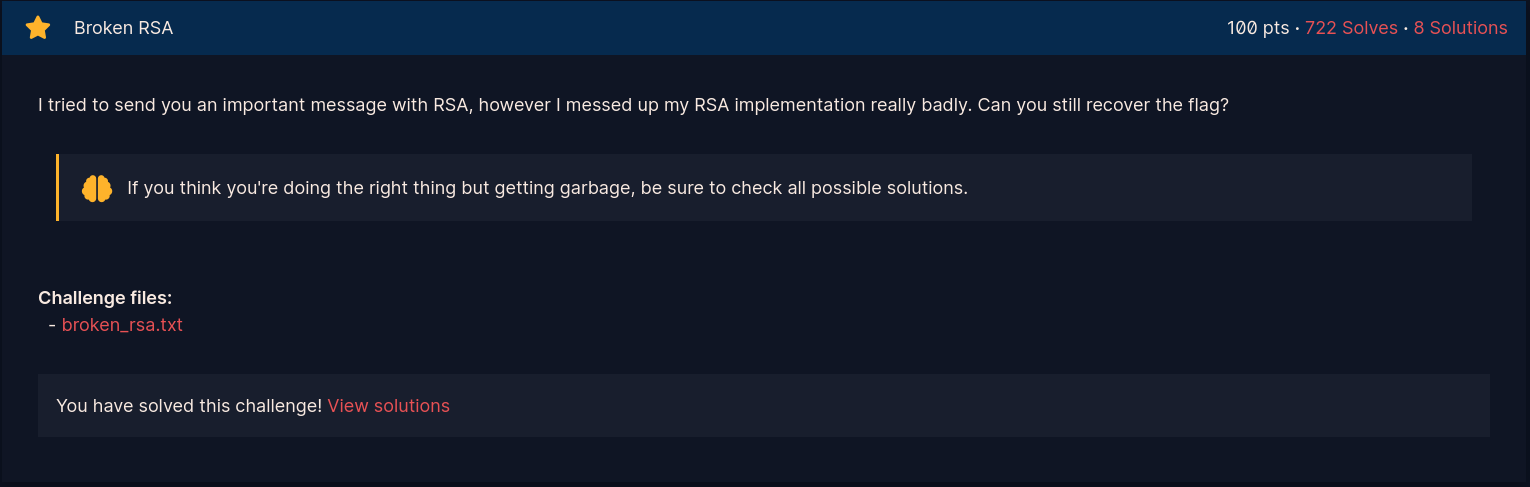 Broken RSA
100 pts · 722 Solves · 8 Solutions
I tried to send you an important message with RSA, however I messed up my RSA implementation really badly. Can you still recover the flag?
If you think you're doing the right thing but getting garbage, be sure to check all possible solutions.
Challenge files:
- broken_rsa.txt
You have solved this challenge! View solutions